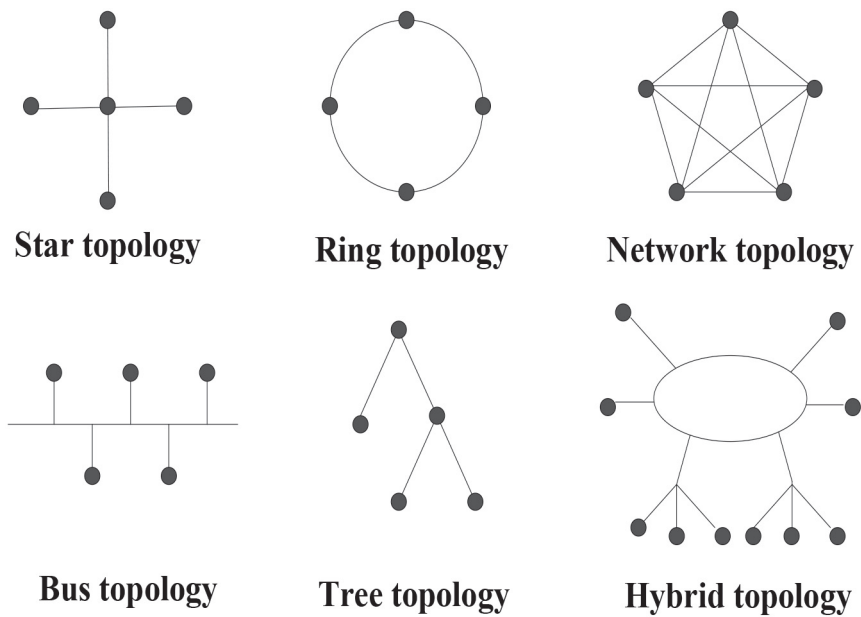 Star topology
Ring topology
Network topology
Bus topology
Tree topology
Hybrid topology